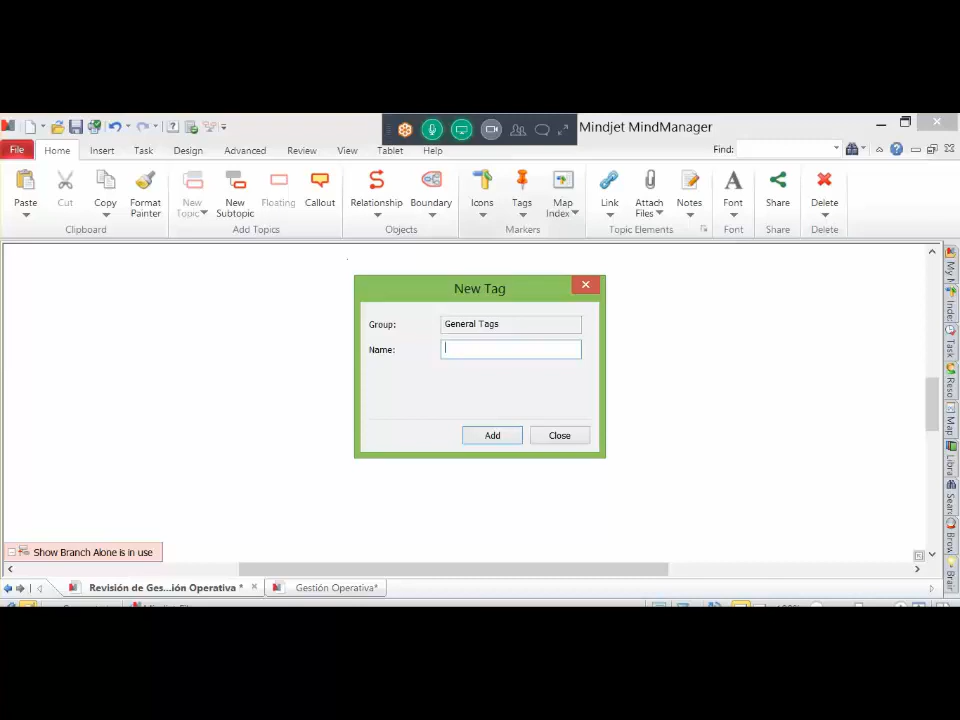 Mindjet MindManager
File Home Insert Task Design Advanced Review View Tablet Help Find:
Paste Cut Copy Format Painter New Topic New Subtopic Floating Callout Relationship Boundary Icons Tags Map Index Link Attach Files Notes Font Share Delete
Clipboard Add Topics Objects Markers Topic Elements Font Share Delete
New Tag
Group: General Tags
Name:
Add Close
Show Branch Alone is in use
Revisión de Ges...ión Operativa * Gestión Operativa*